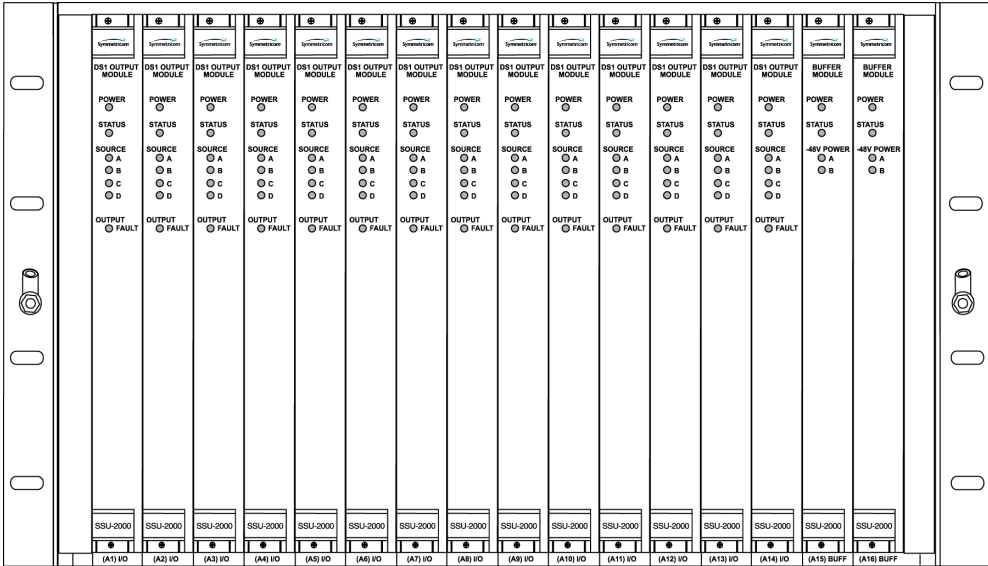 Symmetricom Symmetricom Symmetricom Symmetricom Symmetricom Symmetricom Symmetricom Symmetricom Symmetricom Symmetricom Symmetricom Symmetricom Symmetricom Symmetricom Symmetricom Symmetricom
DS1 OUTPUT DS1 OUTPUT DS1 OUTPUT DS1 OUTPUT DS1 OUTPUT DS1 OUTPUT DS1 OUTPUT DS1 OUTPUT DS1 OUTPUT DS1 OUTPUT DS1 OUTPUT DS1 OUTPUT DS1 OUTPUT DS1 OUTPUT BUFFER BUFFER
MODULE MODULE MODULE MODULE MODULE MODULE MODULE MODULE MODULE MODULE MODULE MODULE MODULE MODULE MODULE MODULE
POWER POWER POWER POWER POWER POWER POWER POWER POWER POWER POWER POWER POWER POWER POWER POWER
STATUS STATUS STATUS STATUS STATUS STATUS STATUS STATUS STATUS STATUS STATUS STATUS STATUS STATUS STATUS STATUS
SOURCE SOURCE SOURCE SOURCE SOURCE SOURCE SOURCE SOURCE SOURCE SOURCE SOURCE SOURCE SOURCE SOURCE -48V POWER -48V POWER
A A A A A A A A A A A A A A A A
B B B B B B B B B B B B B B B B
C C C C C C C C C C C C C C
D D D D D D D D D D D D D D
OUTPUT OUTPUT OUTPUT OUTPUT OUTPUT OUTPUT OUTPUT OUTPUT OUTPUT OUTPUT OUTPUT OUTPUT OUTPUT OUTPUT
FAULT FAULT FAULT FAULT FAULT FAULT FAULT FAULT FAULT FAULT FAULT FAULT FAULT FAULT
SSU-2000 SSU-2000 SSU-2000 SSU-2000 SSU-2000 SSU-2000 SSU-2000 SSU-2000 SSU-2000 SSU-2000 SSU-2000 SSU-2000 SSU-2000 SSU-2000 SSU-2000 SSU-2000
(A1) I/O (A2) I/O (A3) I/O (A4) I/O (A5) I/O (A6) I/O (A7) I/O (A8) I/O (A9) I/O (A10) I/O (A11) I/O (A12) I/O (A13) I/O (A14) I/O (A15) BUFF (A16) BUFF